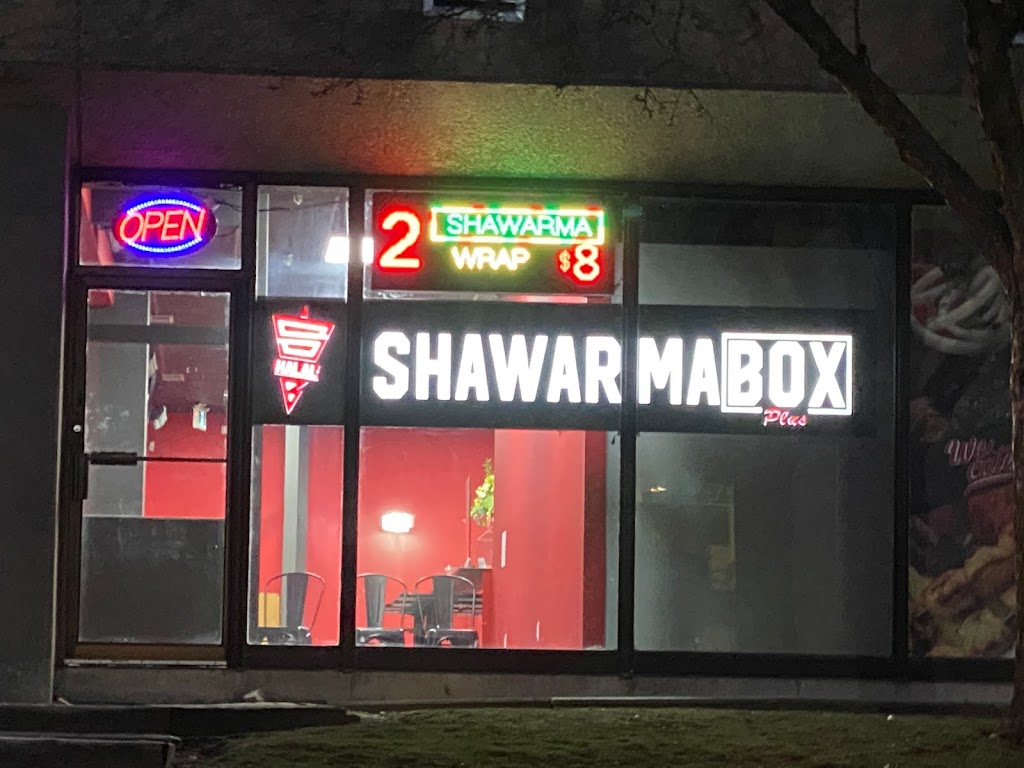 OPEN
2 SHAWARMA
WRAP $8
HALAL
SHAWARMABOX
Plus